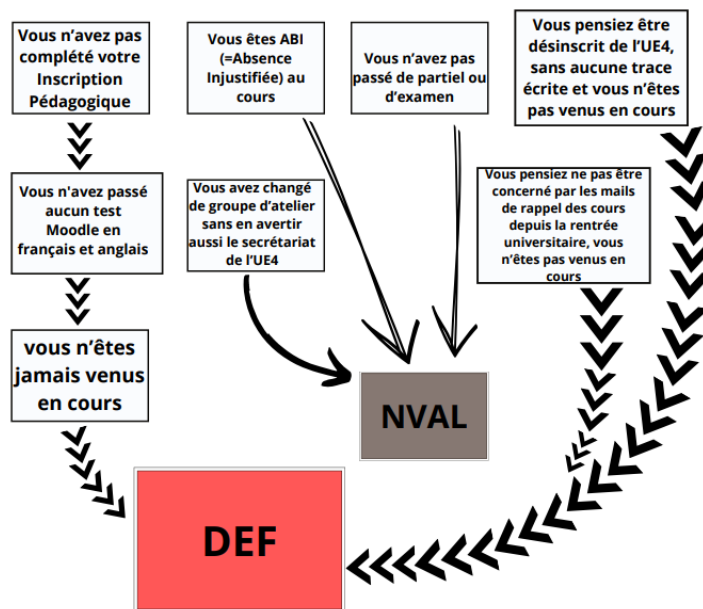 Vous n'avez pas
complété votre
Inscription
Pédagogique
Vous êtes ABI
(=Absence
Injustifiée) au
cours
Vous n'avez pas
passé de partiel ou
d'examen
Vous pensiez être
désinscrit de l'UE4,
sans aucune trace
écrite et vous n'êtes
pas venus en cours
Vous n'avez passé
aucun test
Moodle en
français et anglais
Vous avez changé
de groupe d'atelier
sans en avertir
aussi le secrétariat
de l'UE4
Vous pensiez ne pas être
concerné par les mails
de rappel des cours
depuis la rentrée
universitaire, vous
n'êtes pas venus en
cours
vous n'êtes
jamais venus
en cours
NVAL
DEF